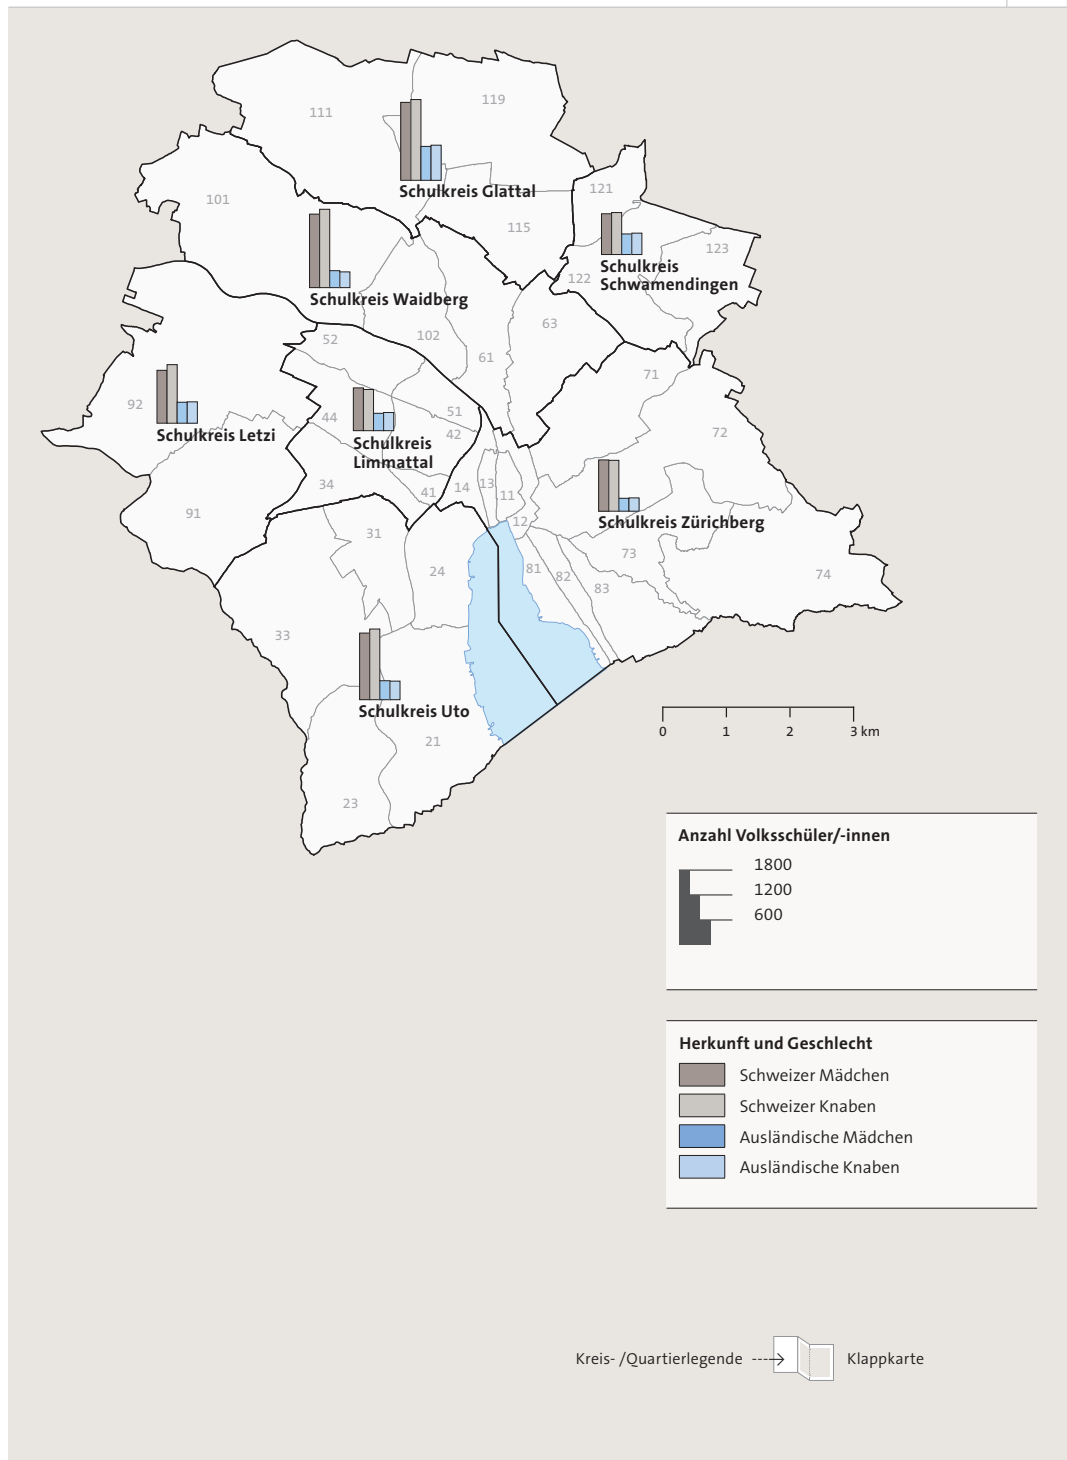 111
119
Schulkreis Glattal
101
121
115
123
122
Schulkreis
Schwamendingen
Schulkreis Waidberg
63
52
102
61
71
92
51
44
42
72
Schulkreis Letzi
Schulkreis
Limmattal
34
41
14
13
11
12
Schulkreis Zürichberg
91
31
73
24
81
82
83
74
33
Schulkreis Uto
21
23
0
1
2
3 km
Anzahl Volksschüler/-innen
1800
1200
600
Herkunft und Geschlecht
Schweizer Mädchen
Schweizer Knaben
Ausländische Mädchen
Ausländische Knaben
Kreis- /Quartierlegende
Klappkarte